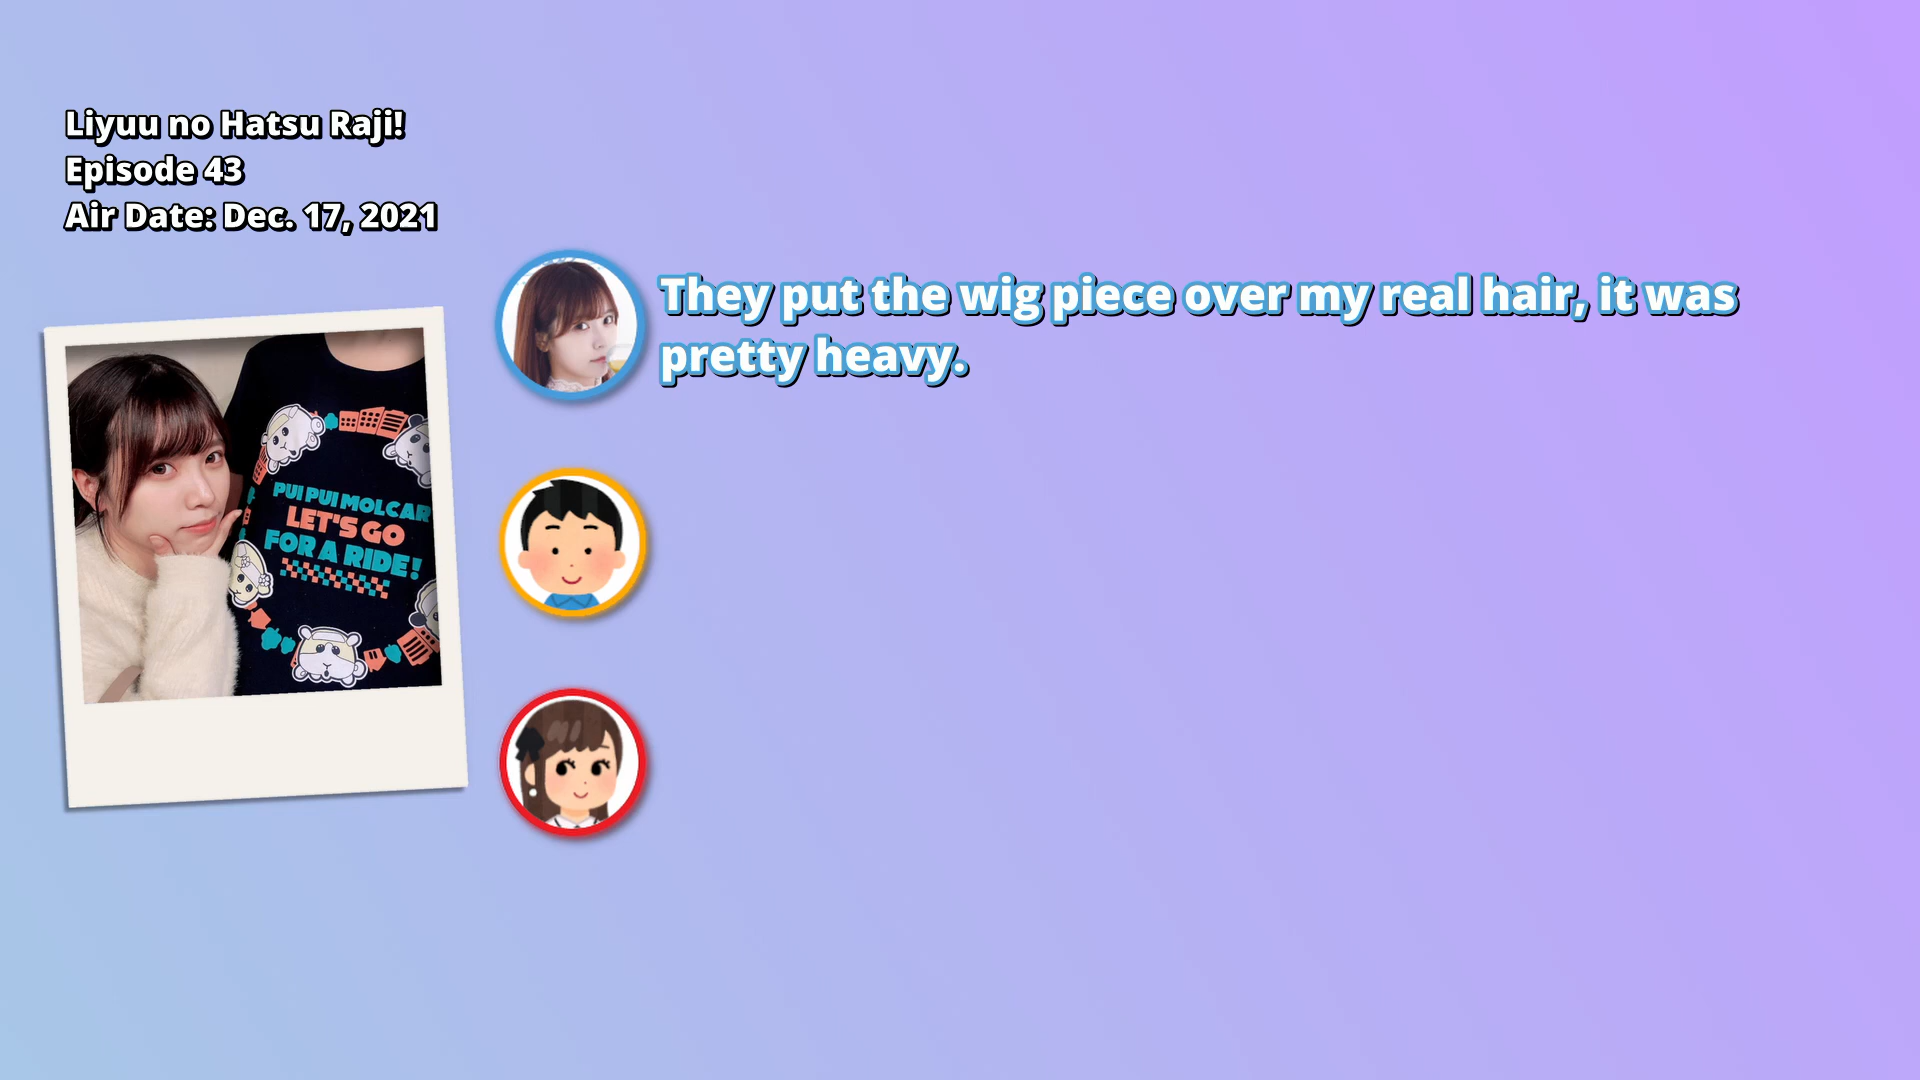 Liyuu no Hatsu Raji!
Episode 43
Air Date: Dec. 17, 2021
They put the wig piece over my real hair, it was
pretty heavy.
PUI PUI MOLCAR
LET'S GO
FOR A RIDE!